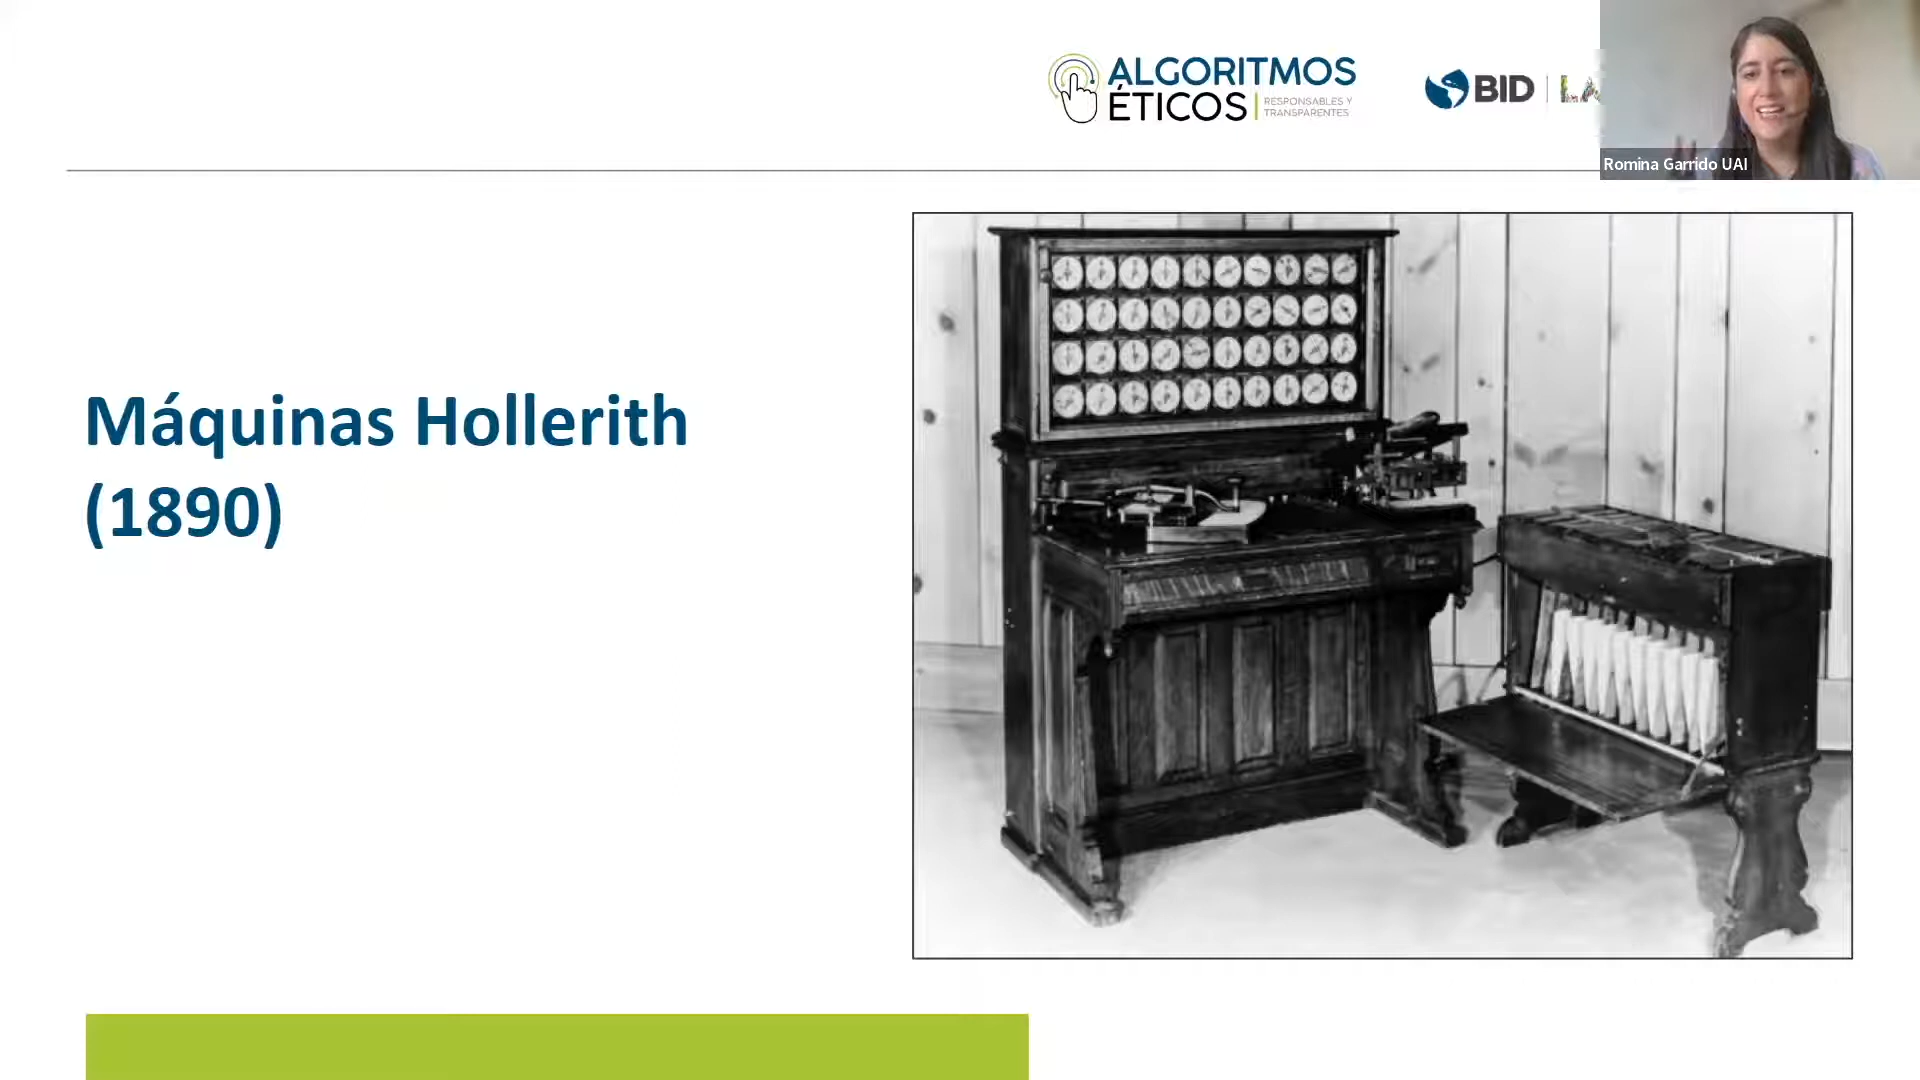 ALGORITMOS
ÉTICOS
RESPONSABLES Y
TRANSPARENTES
BID
Romina Garrido UAI
Máquinas Hollerith
(1890)